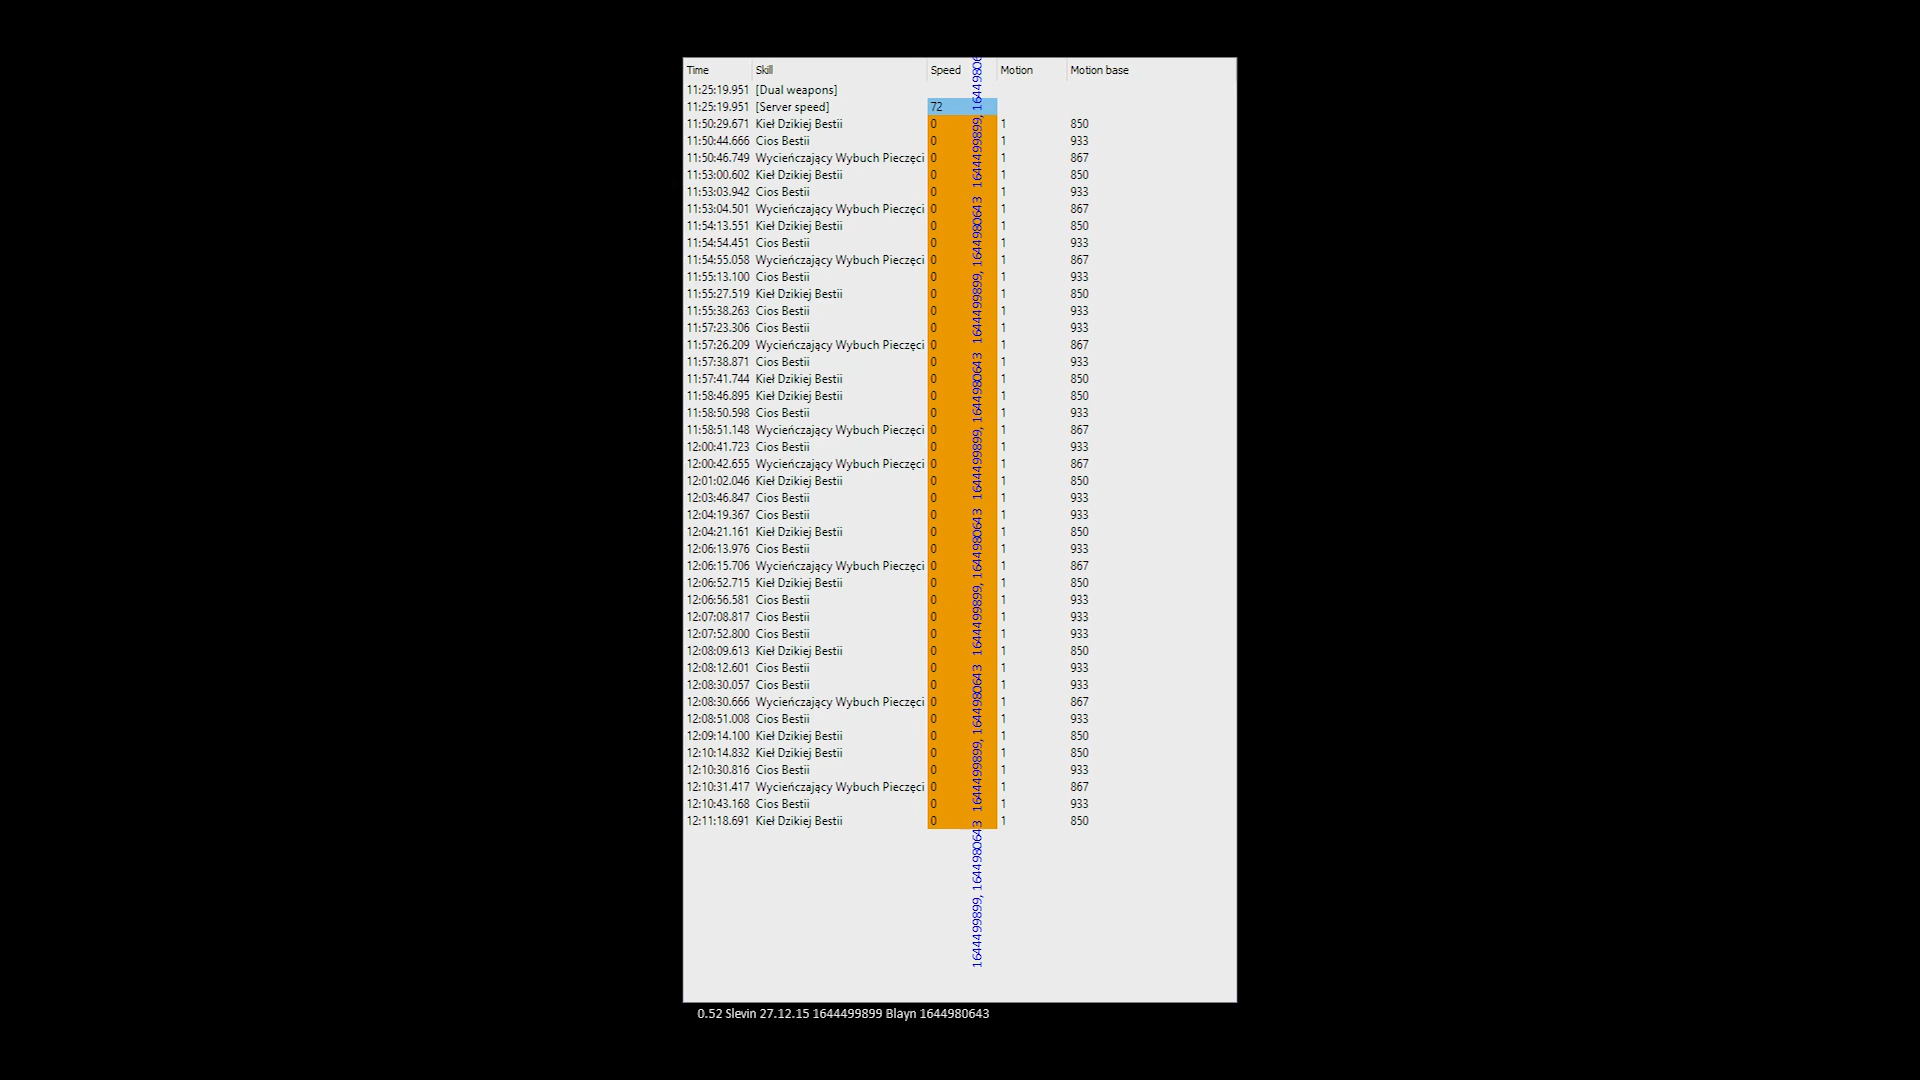 Time Skill Speed Motion Motion base
11:25:19.951 [Dual weapons]
11:25:19.951 [Server speed] 72
11:50:29.671 Kieł Dzikiej Bestii 0 1 850
11:50:44.666 Cios Bestii 0 1 933
11:50:46.749 Wycieńczający Wybuch Pieczęci 0 1 867
11:53:00.602 Kieł Dzikiej Bestii 0 1 850
11:53:03.942 Cios Bestii 0 1 933
11:53:04.501 Wycieńczający Wybuch Pieczęci 0 1 867
11:54:13.551 Kieł Dzikiej Bestii 0 1 850
11:54:54.451 Cios Bestii 0 1 933
11:54:55.058 Wycieńczający Wybuch Pieczęci 0 1 867
11:55:13.100 Cios Bestii 0 1 933
11:55:27.519 Kieł Dzikiej Bestii 0 1 850
11:55:38.263 Cios Bestii 0 1 933
11:57:23.306 Cios Bestii 0 1 933
11:57:26.209 Wycieńczający Wybuch Pieczęci 0 1 867
11:57:38.871 Cios Bestii 0 1 933
11:57:41.744 Kieł Dzikiej Bestii 0 1 850
11:58:46.895 Kieł Dzikiej Bestii 0 1 850
11:58:50.598 Cios Bestii 0 1 933
11:58:51.148 Wycieńczający Wybuch Pieczęci 0 1 867
12:00:41.723 Cios Bestii 0 1 933
12:00:42.655 Wycieńczający Wybuch Pieczęci 0 1 867
12:01:02.046 Kieł Dzikiej Bestii 0 1 850
12:03:46.847 Cios Bestii 0 1 933
12:04:19.367 Cios Bestii 0 1 933
12:04:21.161 Kieł Dzikiej Bestii 0 1 850
12:06:13.976 Cios Bestii 0 1 933
12:06:15.706 Wycieńczający Wybuch Pieczęci 0 1 867
12:06:52.715 Kieł Dzikiej Bestii 0 1 850
12:06:56.581 Cios Bestii 0 1 933
12:07:08.817 Cios Bestii 0 1 933
12:07:52.800 Cios Bestii 0 1 933
12:08:09.613 Kieł Dzikiej Bestii 0 1 850
12:08:12.601 Cios Bestii 0 1 933
12:08:30.057 Cios Bestii 0 1 933
12:08:30.666 Wycieńczający Wybuch Pieczęci 0 1 867
12:08:51.008 Cios Bestii 0 1 933
12:09:14.100 Kieł Dzikiej Bestii 0 1 850
12:10:14.832 Kieł Dzikiej Bestii 0 1 850
12:10:30.816 Cios Bestii 0 1 933
12:10:31.417 Wycieńczający Wybuch Pieczęci 0 1 867
12:10:43.168 Cios Bestii 0 1 933
12:11:18.691 Kieł Dzikiej Bestii 0 1 850
1644499899, 1644980643 1644499899, 1644980643 1644499899, 1644980643 1644499899, 1644980643 1644499899, 1644980643 1644499899, 16449806
0.52 Slevin 27.12.15 1644499899 Blayn 1644980643